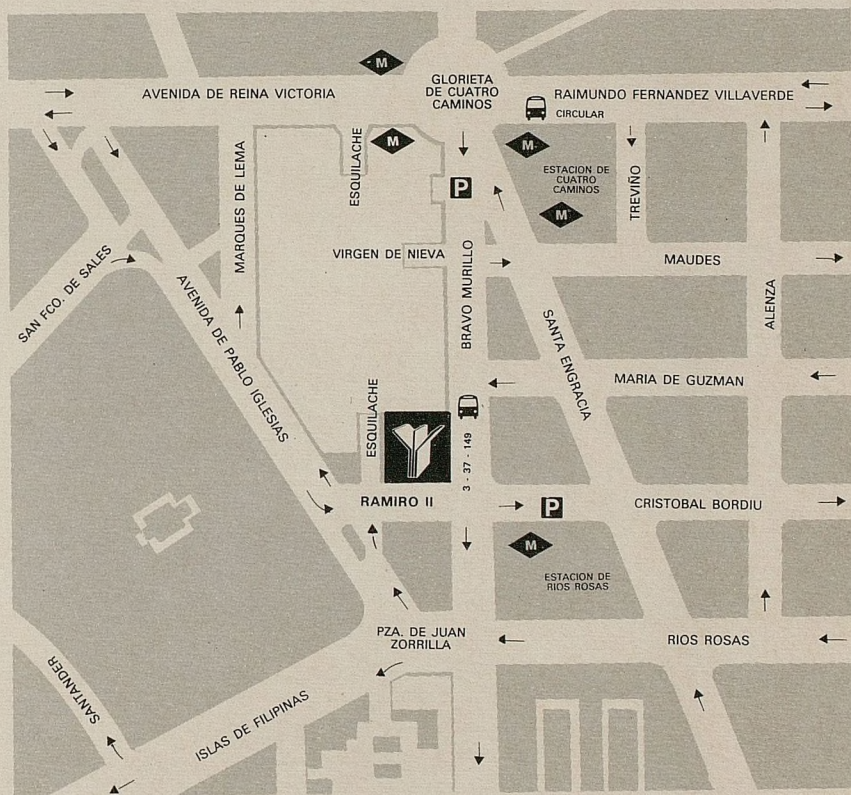 M
AVENIDA DE REINA VICTORIA
GLORIETA
DE CUATRO
CAMINOS
RAIMUNDO FERNANDEZ VILLAVERDE
CIRCULAR
M
M
ESQUILACHE
MARQUES DE LEMA
ESTACION DE
CUATRO
CAMINOS
TREVIÑO
P
M
VIRGEN DE NIEVA
BRAVO MURILLO
MAUDES
SAN FCO. DE SALES
AVENIDA DE PABLO IGLESIAS
SANTA ENGRACIA
ALENZA
MARIA DE GUZMAN
ESQUILACHE
3 - 37 - 149
RAMIRO II
P
CRISTOBAL BORDIU
M
ESTACION DE
RIOS ROSAS
PZA. DE JUAN
ZORRILLA
RIOS ROSAS
SANTANDER
ISLAS DE FILIPINAS